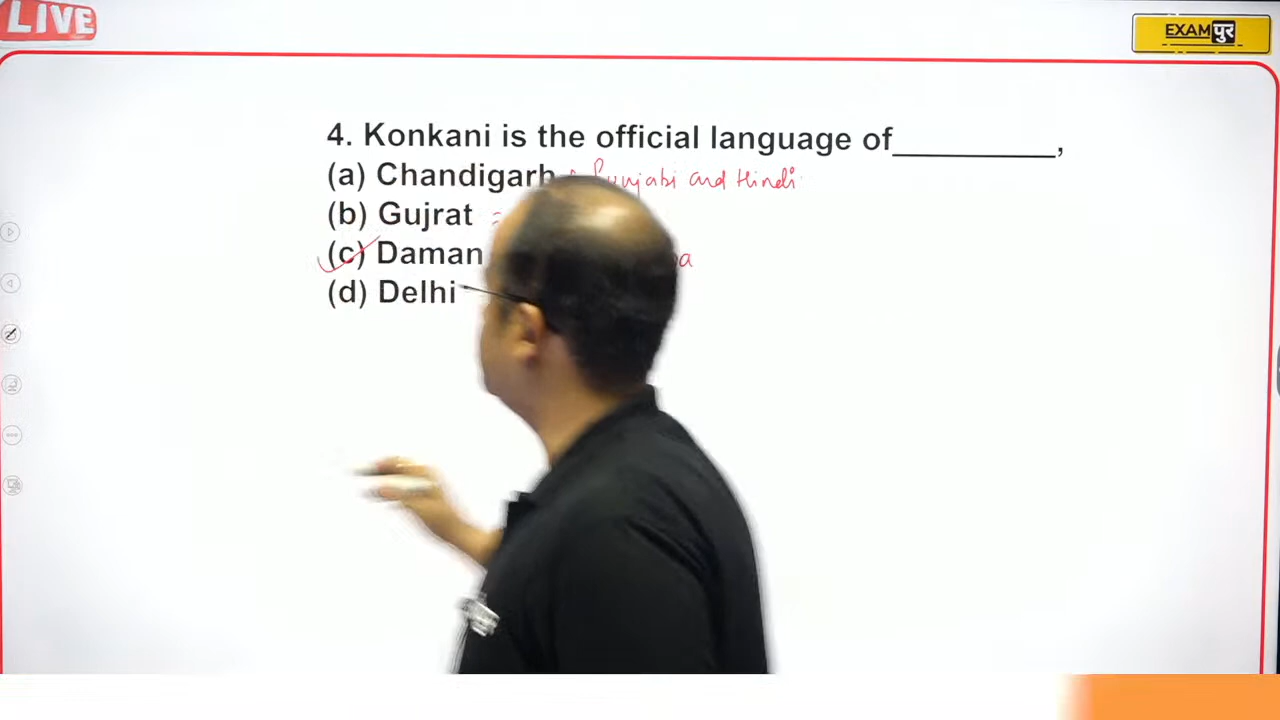 LIVE
EXAMपुर
4. Konkani is the official language of__________,
(a) Chandigarh Punjabi and Hindi
(b) Gujrat =
(c) Daman
(d) Delhi